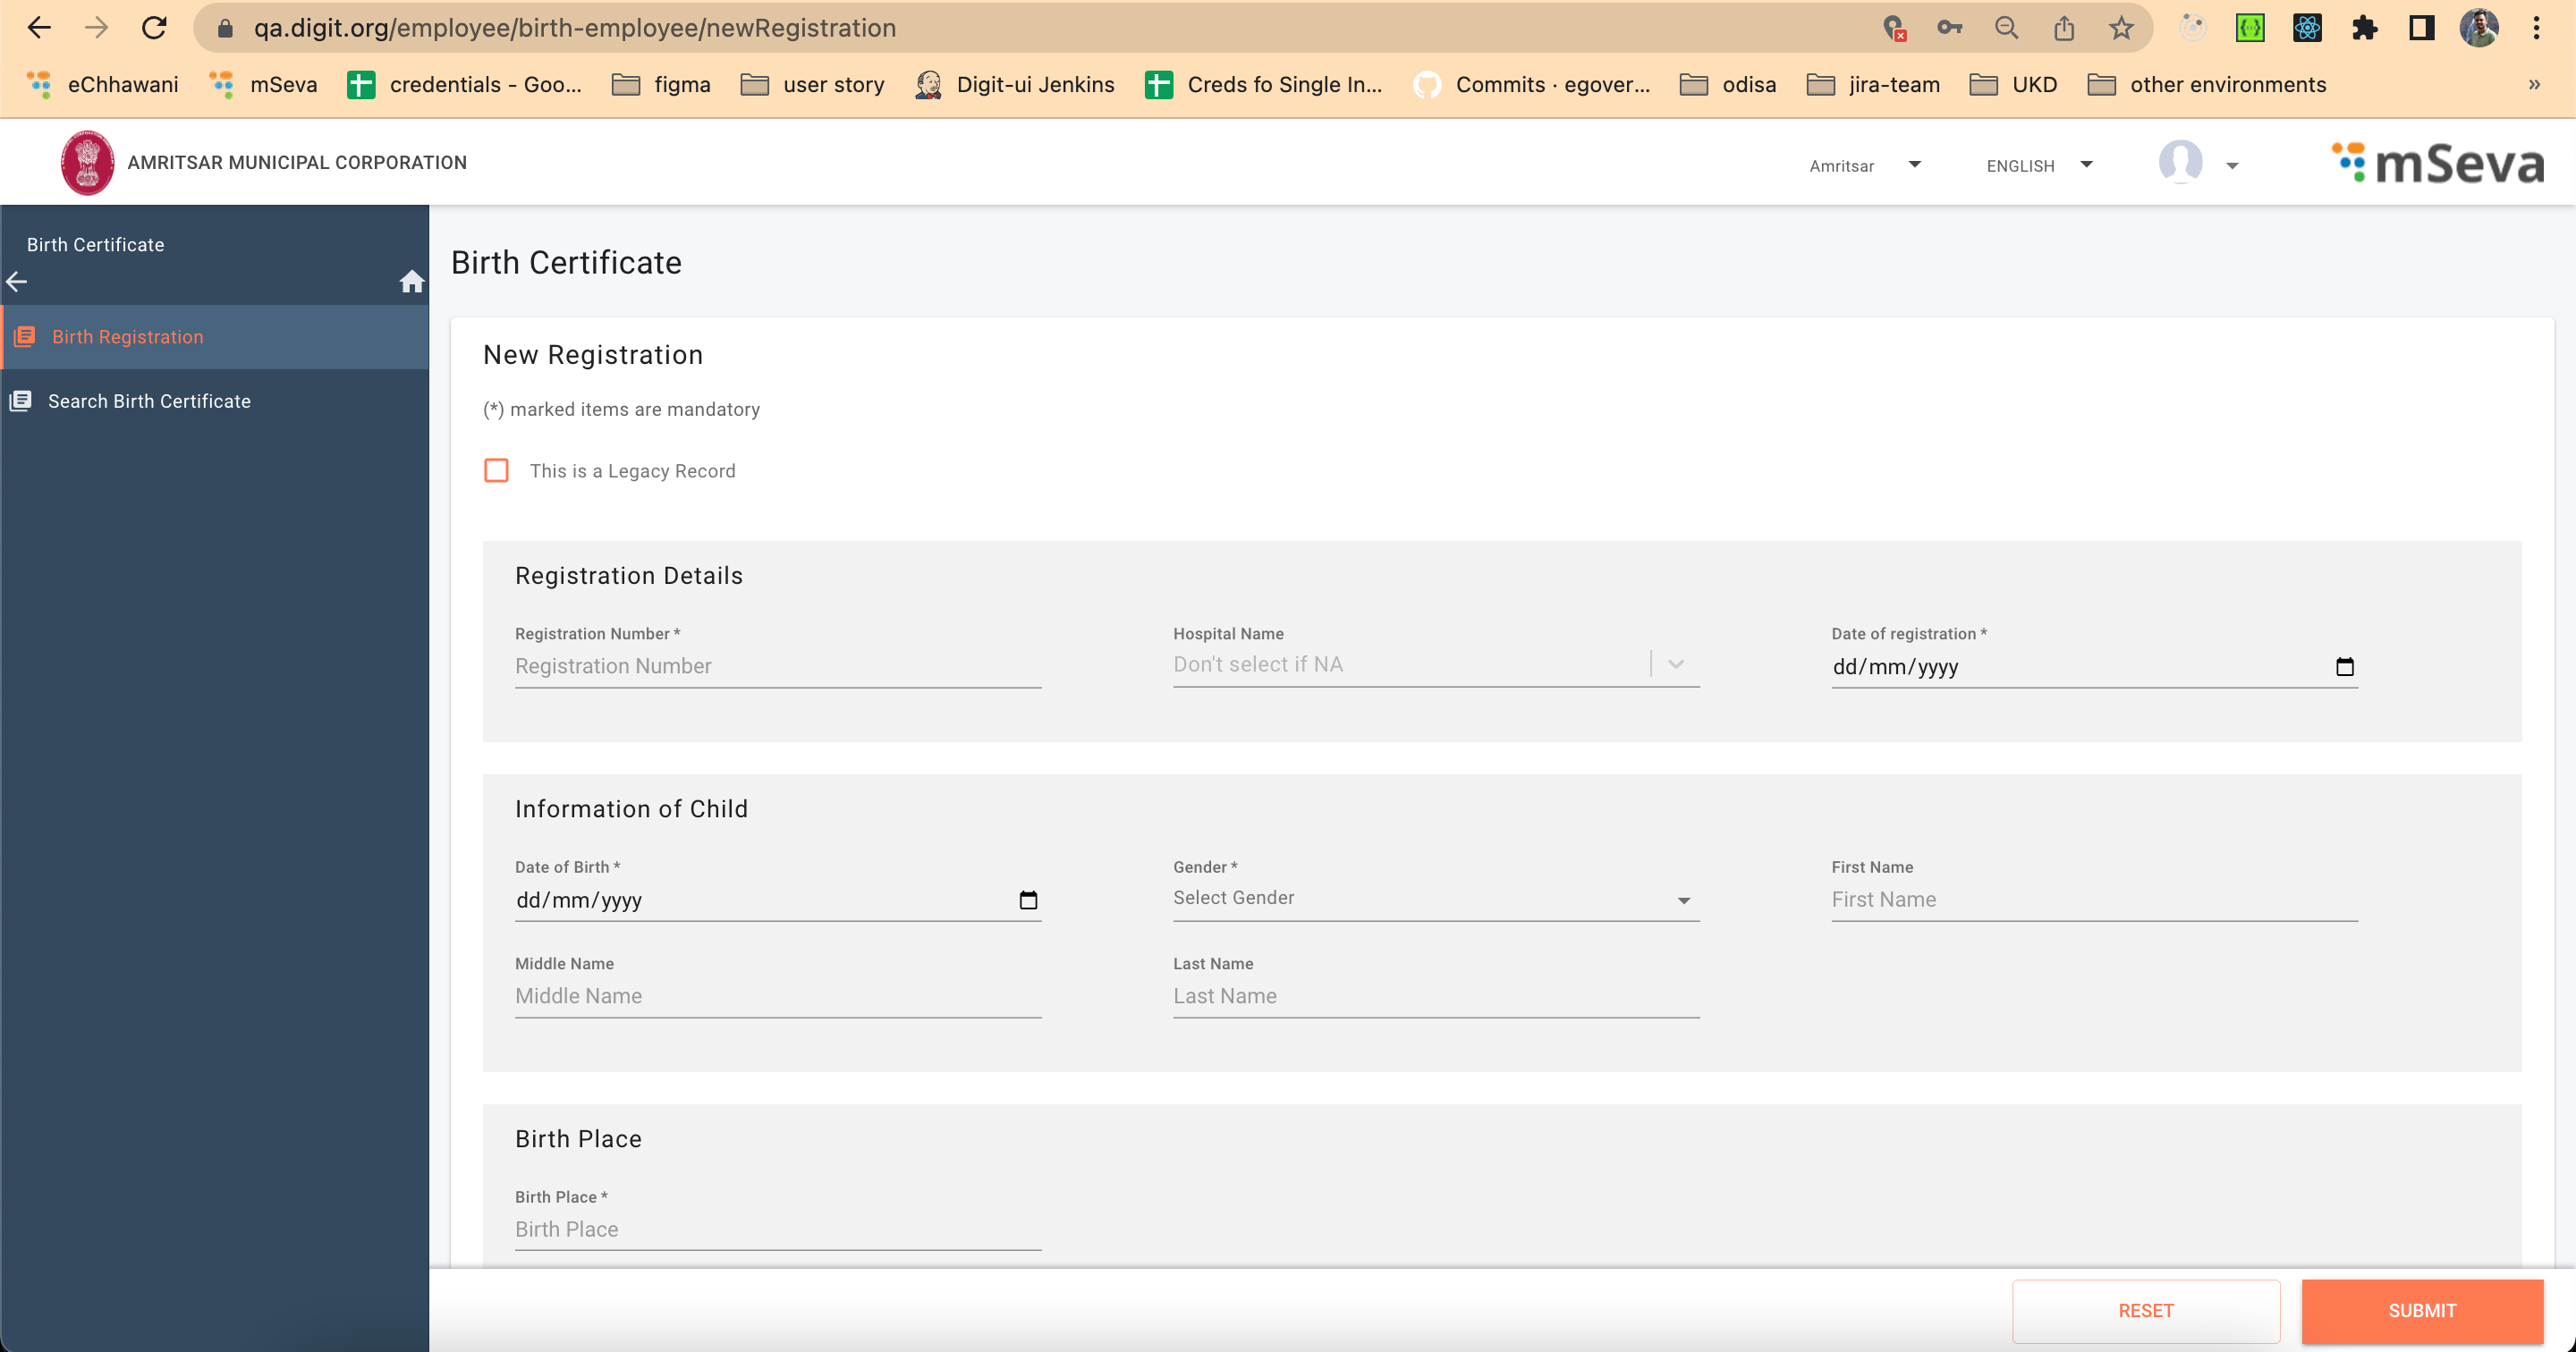 qa.digit.org/employee/birth-employee/newRegistration
eChhawani mSeva credentials - Goo... figma user story Digit-ui Jenkins Creds fo Single In... Commits · egover... odisa jira-team UKD other environments »
AMRITSAR MUNICIPAL CORPORATION Amritsar ENGLISH mSeva
Birth Certificate
Birth Registration
Search Birth Certificate
Birth Certificate
New Registration
(*) marked items are mandatory
This is a Legacy Record
Registration Details
Registration Number * Hospital Name Date of registration *
Registration Number Don't select if NA dd/mm/yyyy
Information of Child
Date of Birth * Gender * First Name
dd/mm/yyyy Select Gender First Name
Middle Name Last Name
Middle Name Last Name
Birth Place
Birth Place *
Birth Place
RESET SUBMIT